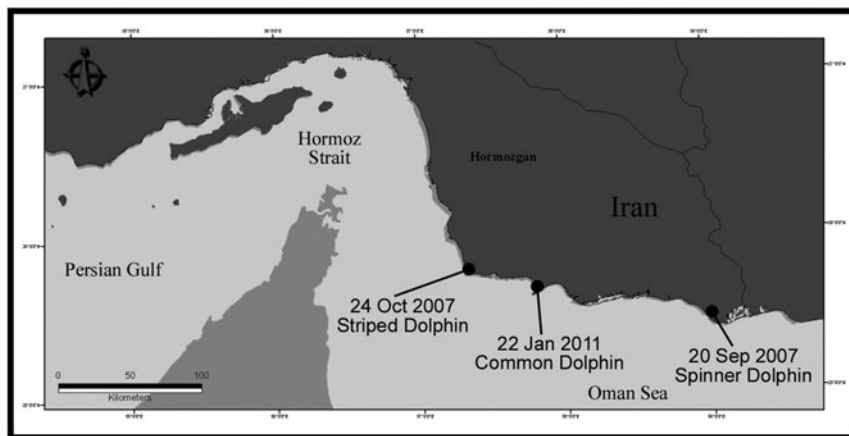 Hormoz
Strait
Hormozgan
Iran
Persian Gulf
24 Oct 2007
Striped Dolphin
22 Jan 2011
Common Dolphin
20 Sep 2007
Spinner Dolphin
0 50 100
Kilometers
Oman Sea